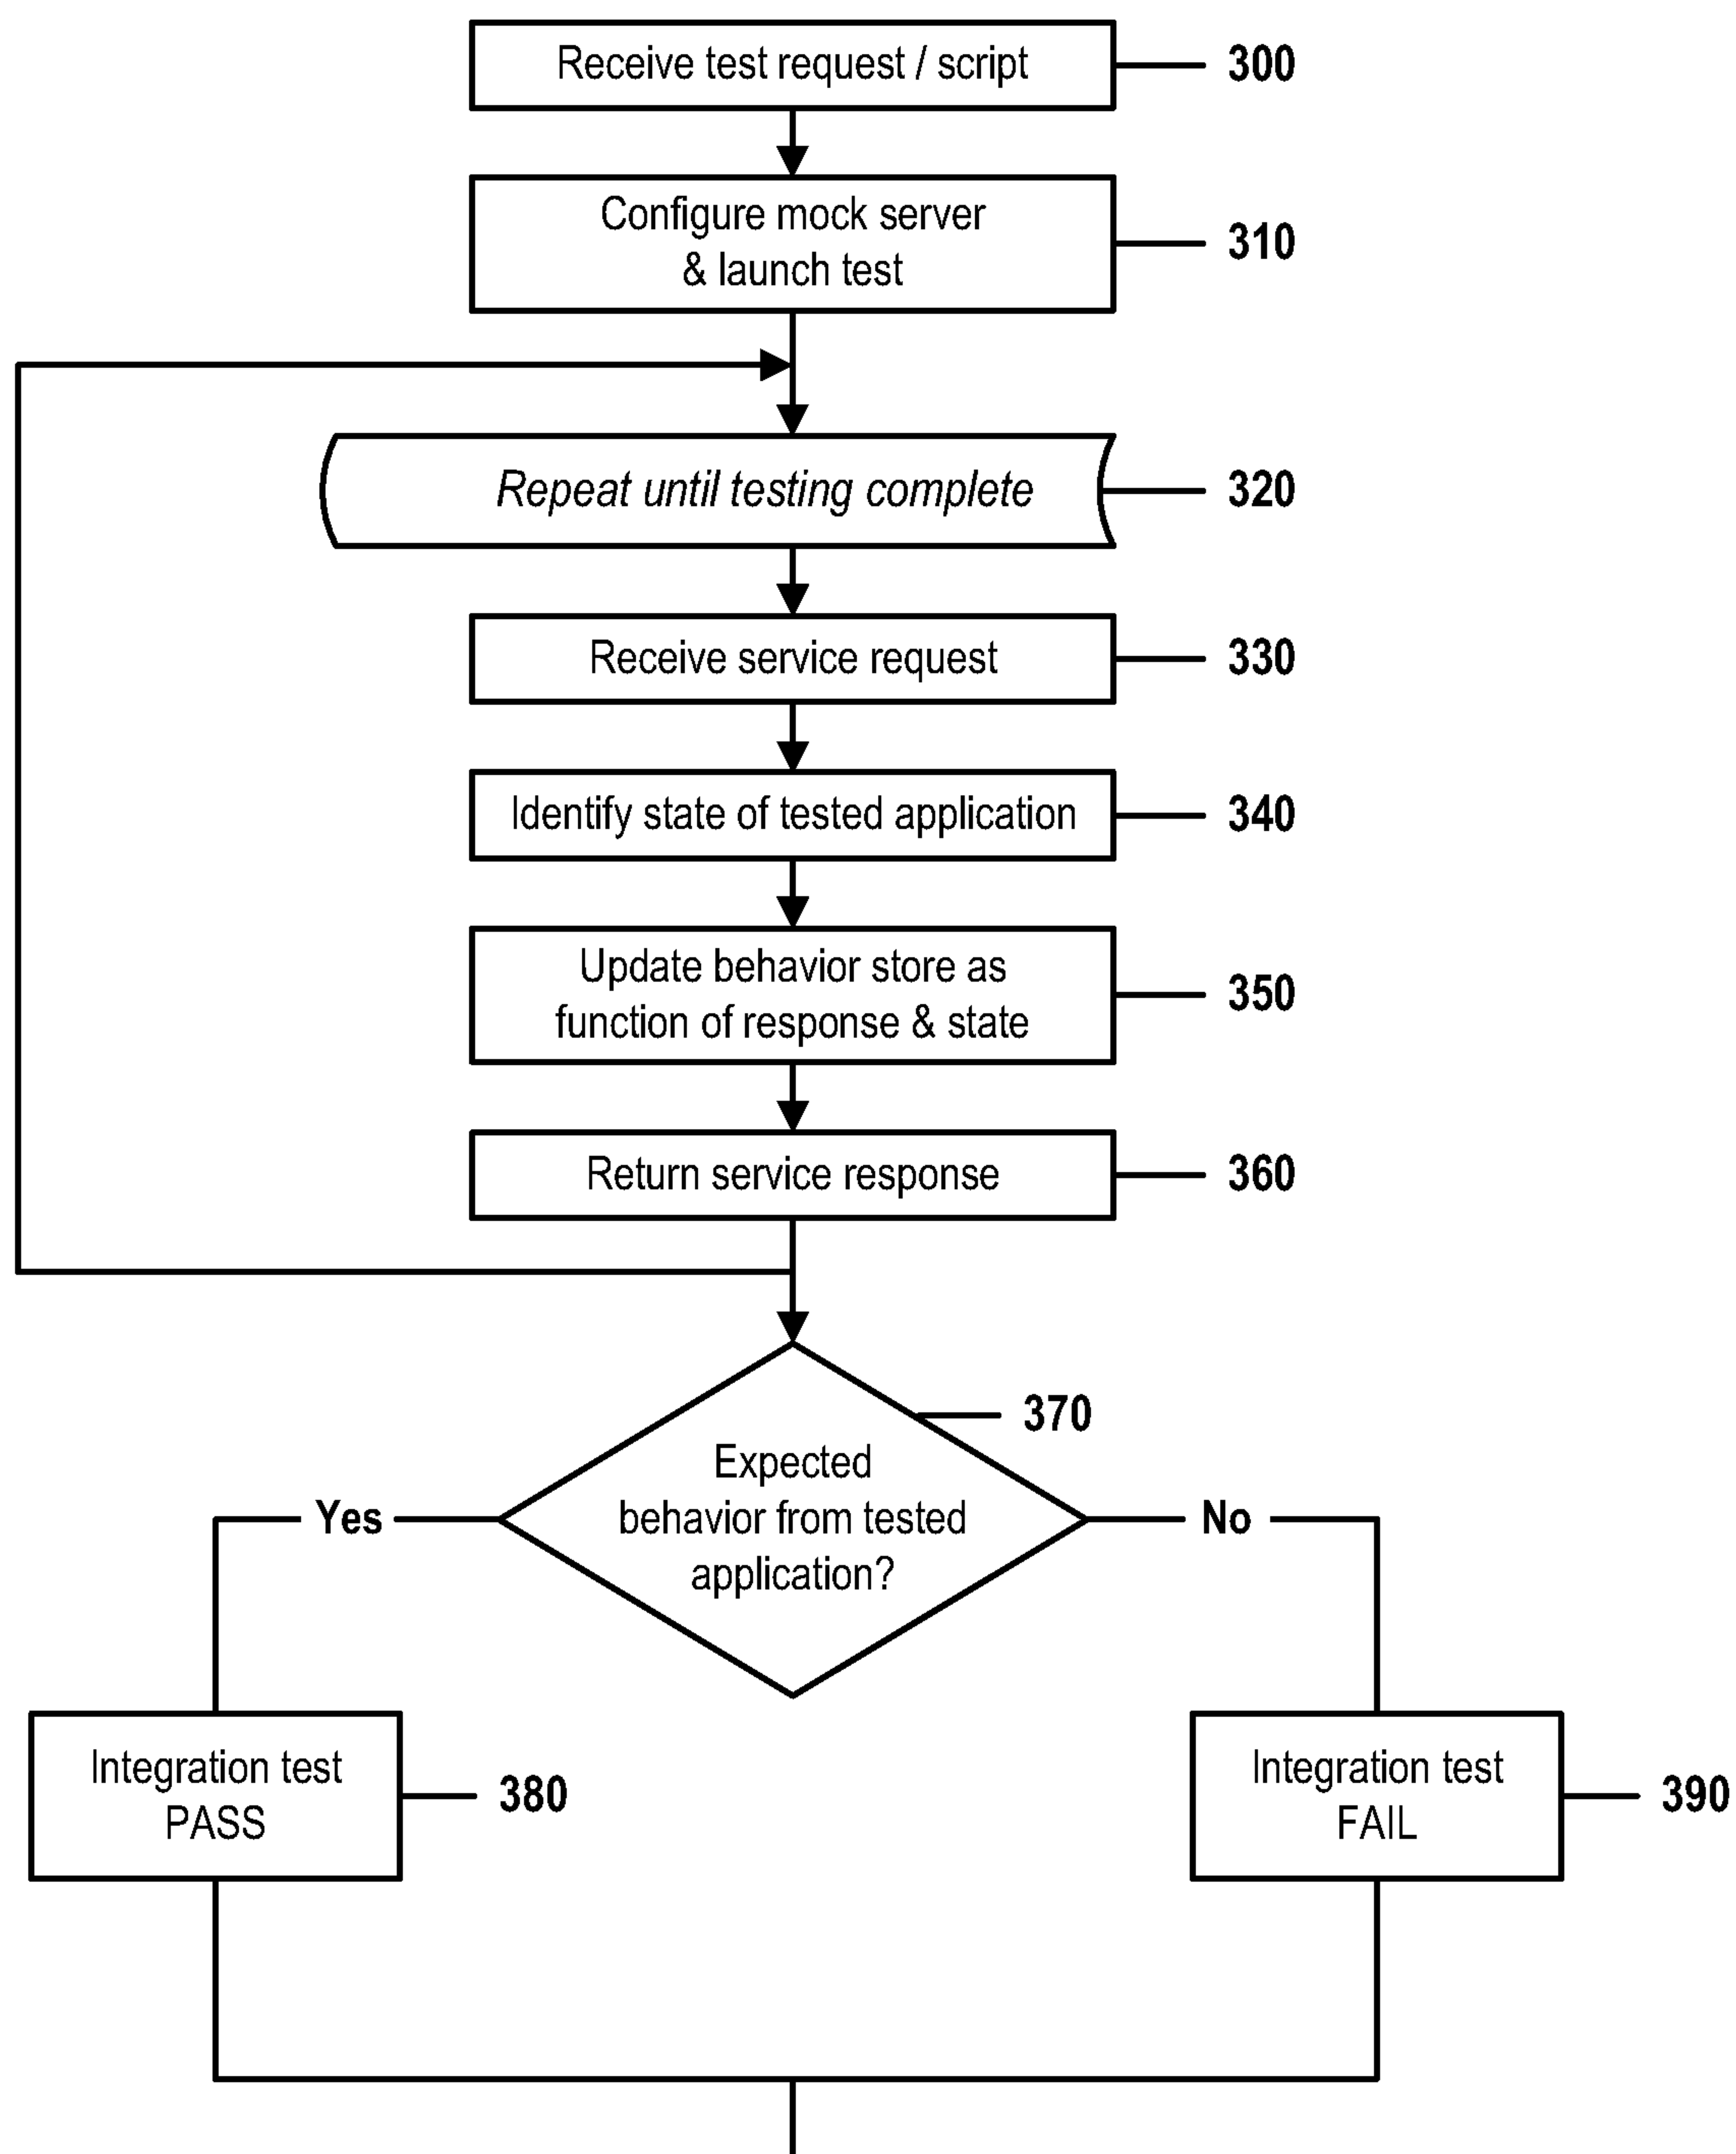 Receive test request / script
300
Configure mock server
& launch test
310
Repeat until testing complete
320
Receive service request
330
Identify state of tested application
340
Update behavior store as
function of response & state
350
Return service response
360
370
Expected
behavior from tested
application?
Yes
No
Integration test
PASS
380
Integration test
FAIL
390